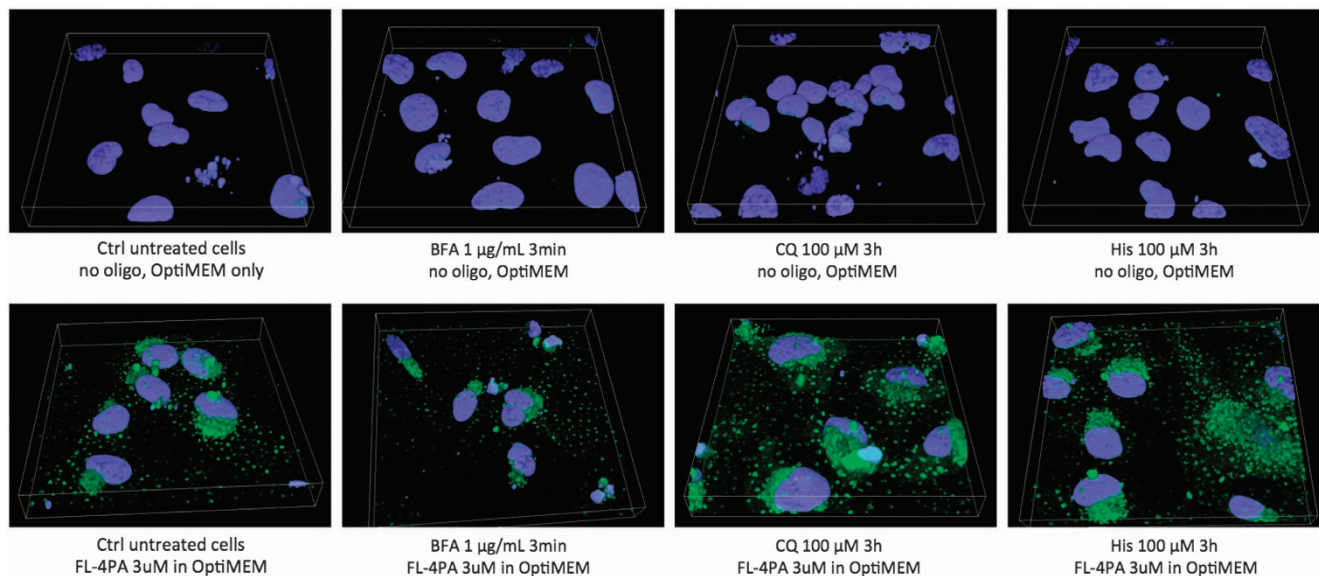 Ctrl untreated cells
no oligo, OptiMEM only
BFA 1 µg/mL 3min
no oligo, OptiMEM
CQ 100 µM 3h
no oligo, OptiMEM
His 100 µM 3h
no oligo, OptiMEM
Ctrl untreated cells
FL-4PA 3uM in OptiMEM
BFA 1 µg/mL 3min
FL-4PA 3uM in OptiMEM
CQ 100 µM 3h
FL-4PA 3uM in OptiMEM
His 100 µM 3h
FL-4PA 3uM in OptiMEM